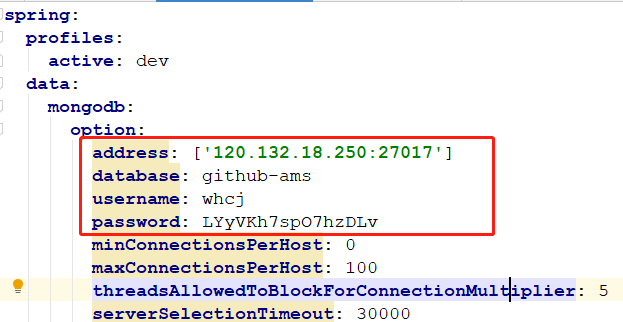 spring:
profiles:
active: dev
data:
mongodb:
option:
address: ['120.132.18.250:27017']
database: github-ams
username: whcj
password: LYyVKh7spO7hzDLv
minConnectionsPerHost: 0
maxConnectionsPerHost: 100
threadsAllowedToBlockForConnectionMultiplier: 5
serverSelectionTimeout: 30000